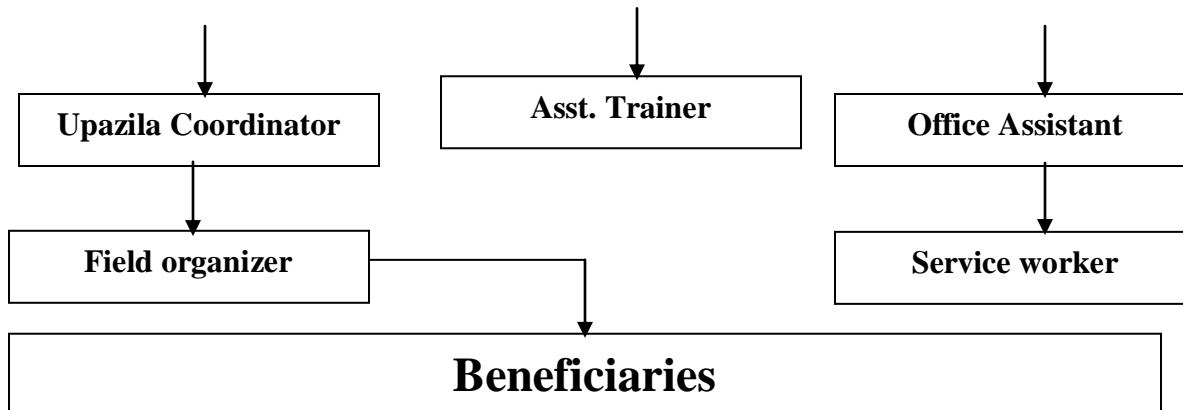 Upazila Coordinator
Asst. Trainer
Office Assistant
Field organizer
Service worker
Beneficiaries